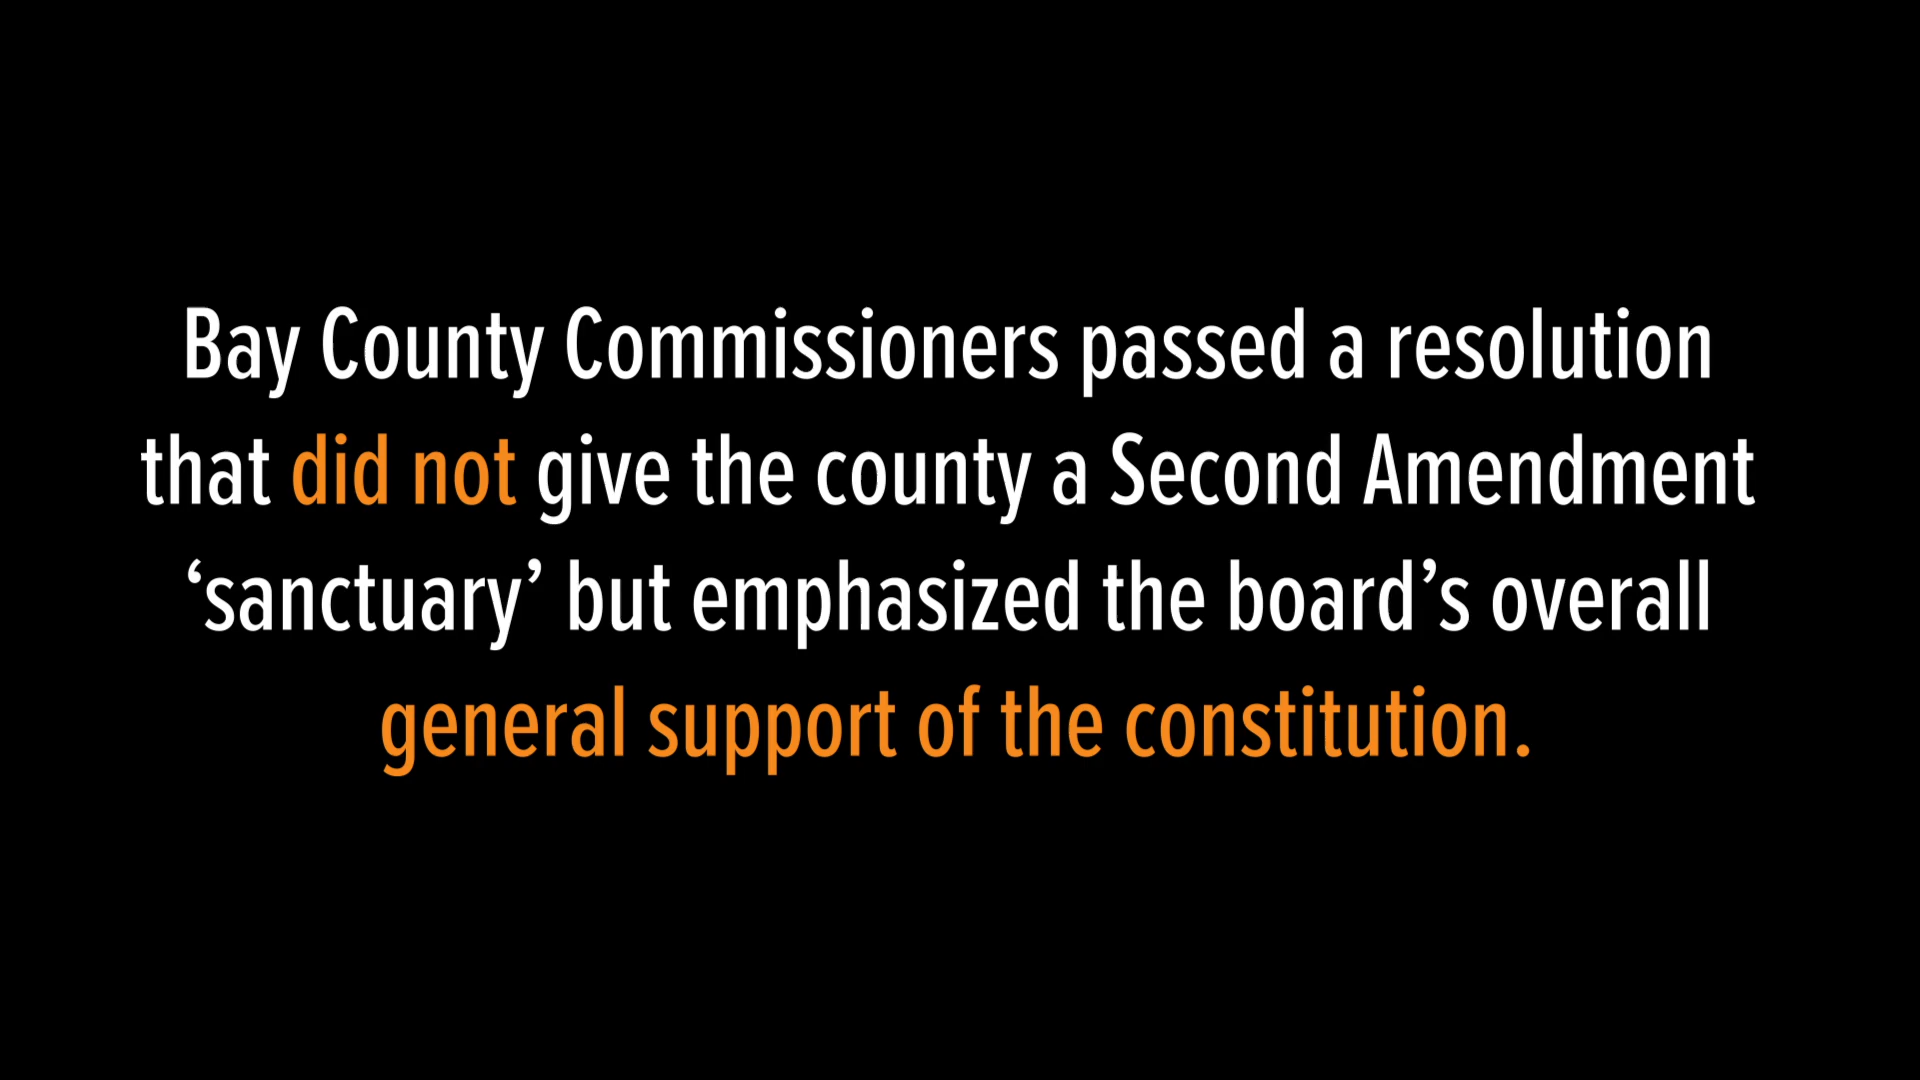 Bay County Commissioners passed a resolution
that did not give the county a Second Amendment
‘sanctuary’ but emphasized the board’s overall
general support of the constitution.